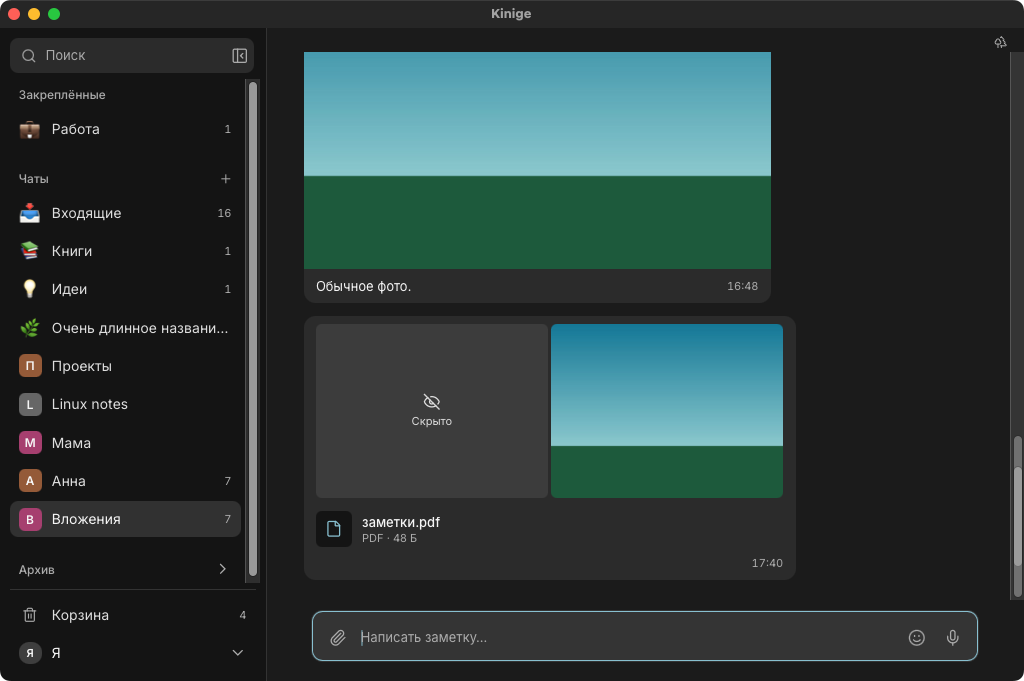 Kinige
Поиск
Закреплённые
Работа 1
Чаты
Входящие 16
Книги 1
Идеи 1
Очень длинное названи...
П Проекты
L Linux notes
М Мама
А Анна 7
В Вложения 7
Архив
Корзина 4
Я Я
Обычное фото. 16:48
Скрыто
заметки.pdf
PDF · 48 Б
17:40
Написать заметку...